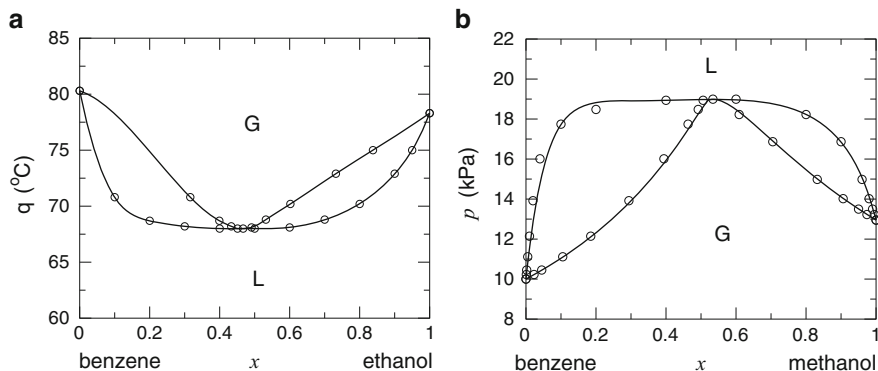 a
85
80
75
70
65
60
q (°C)
G
L
0 0.2 0.4 0.6 0.8 1
benzene x ethanol
b
22
20
18
16
14
12
10
8
p (kPa)
L
G
0 0.2 0.4 0.6 0.8 1
benzene x methanol